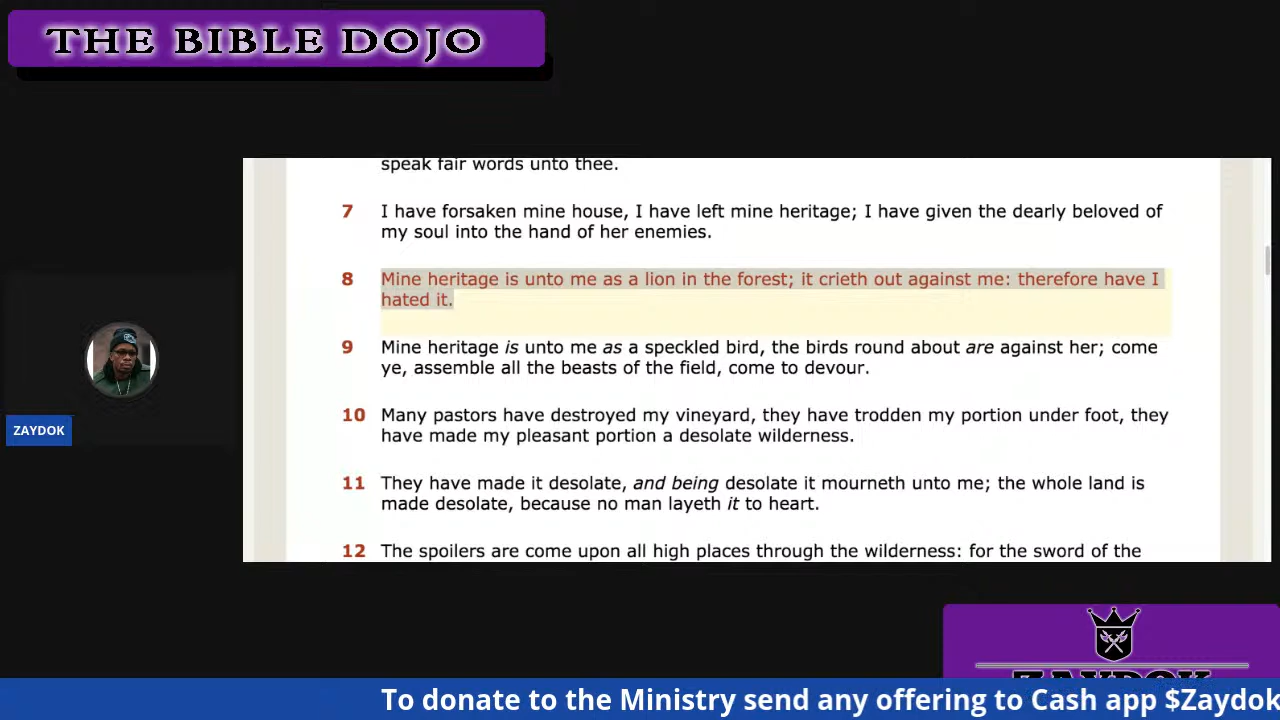 THE BIBLE DOJO
speak fair words unto thee.
7 I have forsaken mine house, I have left mine heritage; I have given the dearly beloved of
my soul into the hand of her enemies.
8 Mine heritage is unto me as a lion in the forest; it crieth out against me: therefore have I
hated it.
9 Mine heritage is unto me as a speckled bird, the birds round about are against her; come
ye, assemble all the beasts of the field, come to devour.
10 Many pastors have destroyed my vineyard, they have trodden my portion under foot, they
have made my pleasant portion a desolate wilderness.
11 They have made it desolate, and being desolate it mourneth unto me; the whole land is
made desolate, because no man layeth it to heart.
12 The spoilers are come upon all high places through the wilderness: for the sword of the
ZAYDOK
ZAYDOK
To donate to the Ministry send any offering to Cash app $Zaydok